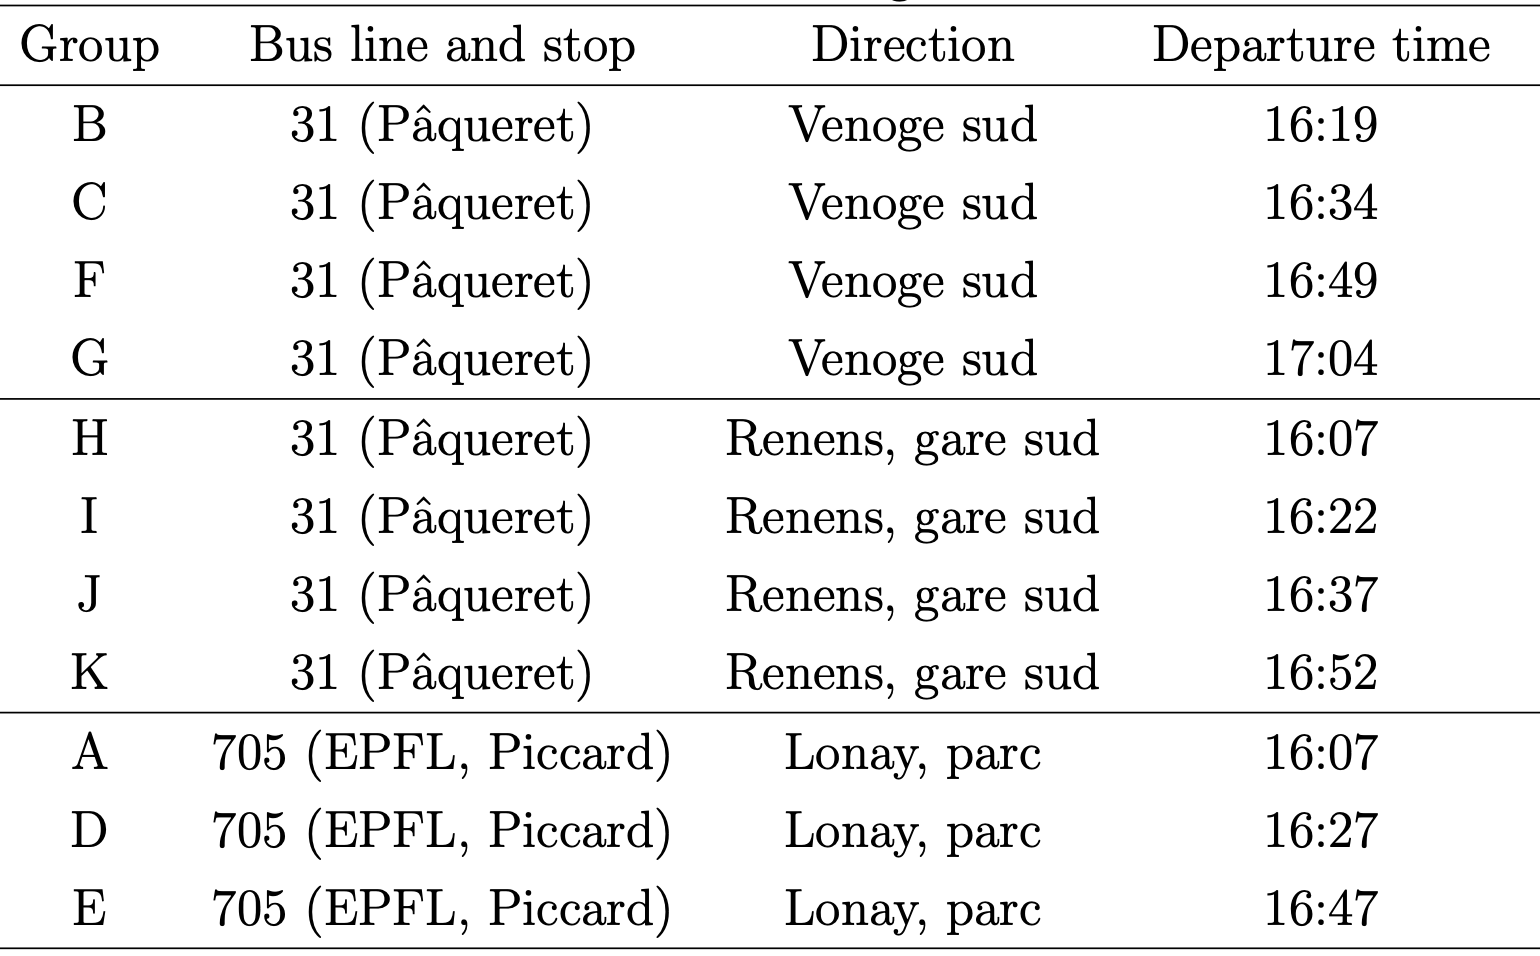 Group Bus line and stop Direction Departure time
B 31 (Pâqueret) Venoge sud 16:19
C 31 (Pâqueret) Venoge sud 16:34
F 31 (Pâqueret) Venoge sud 16:49
G 31 (Pâqueret) Venoge sud 17:04
H 31 (Pâqueret) Renens, gare sud 16:07
I 31 (Pâqueret) Renens, gare sud 16:22
J 31 (Pâqueret) Renens, gare sud 16:37
K 31 (Pâqueret) Renens, gare sud 16:52
A 705 (EPFL, Piccard) Lonay, parc 16:07
D 705 (EPFL, Piccard) Lonay, parc 16:27
E 705 (EPFL, Piccard) Lonay, parc 16:47